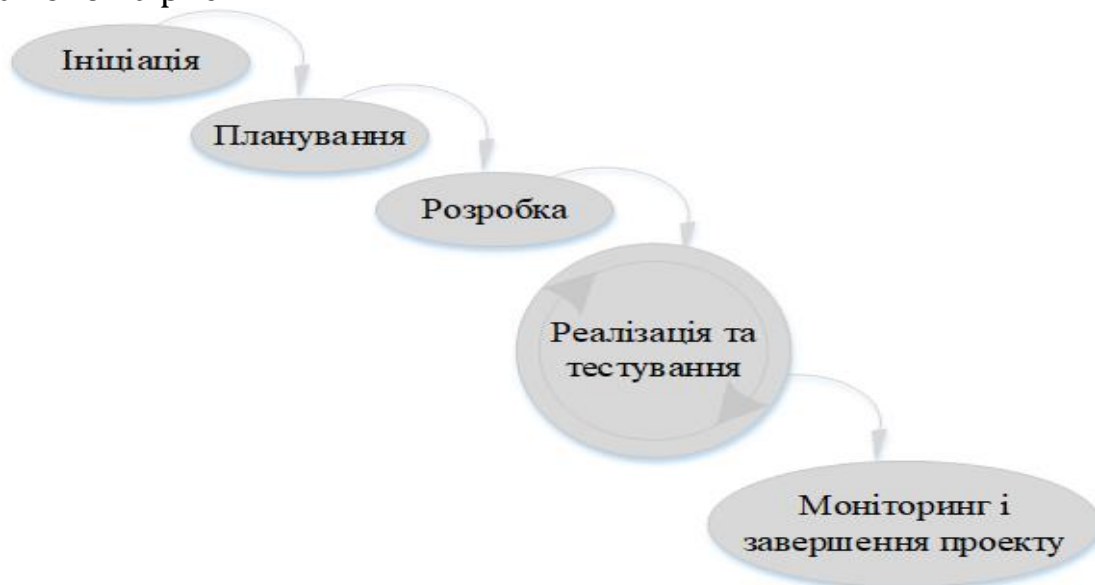 Ініціація
Планування
Розробка
Реалізація та
тестування
Моніторинг і
завершення проекту